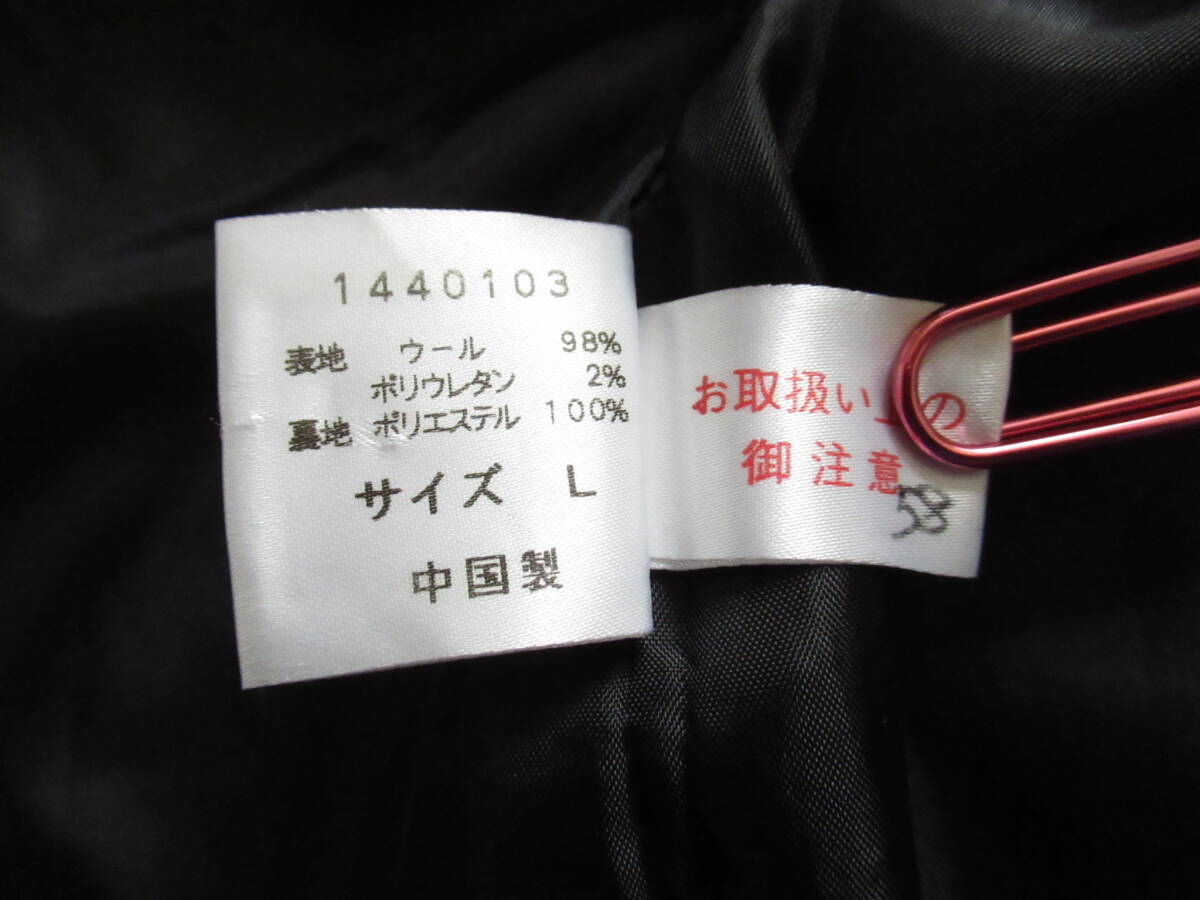 1440103
表地 ウール 98%
ポリウレタン 2%
裏地 ポリエステル 100%
サイズ L
中国製
お取扱い上の
御注意
58